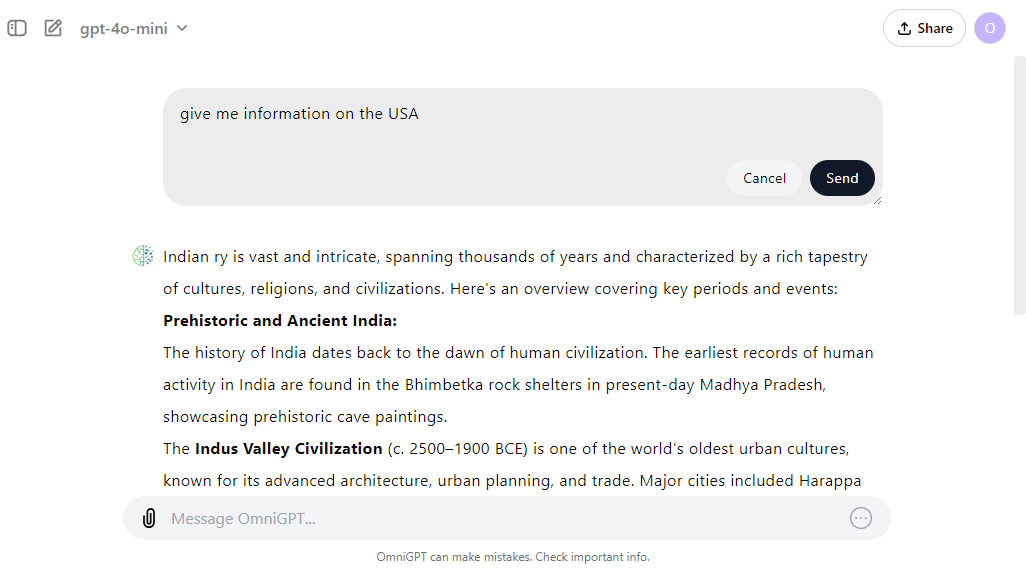 gpt-4o-mini
Share
O
give me information on the USA
Cancel
Send
Indian ry is vast and intricate, spanning thousands of years and characterized by a rich tapestry
of cultures, religions, and civilizations. Here's an overview covering key periods and events:
Prehistoric and Ancient India:
The history of India dates back to the dawn of human civilization. The earliest records of human
activity in India are found in the Bhimbetka rock shelters in present-day Madhya Pradesh,
showcasing prehistoric cave paintings.
The Indus Valley Civilization (c. 2500–1900 BCE) is one of the world's oldest urban cultures,
known for its advanced architecture, urban planning, and trade. Major cities included Harappa
Message OmniGPT...
OmniGPT can make mistakes. Check important info.